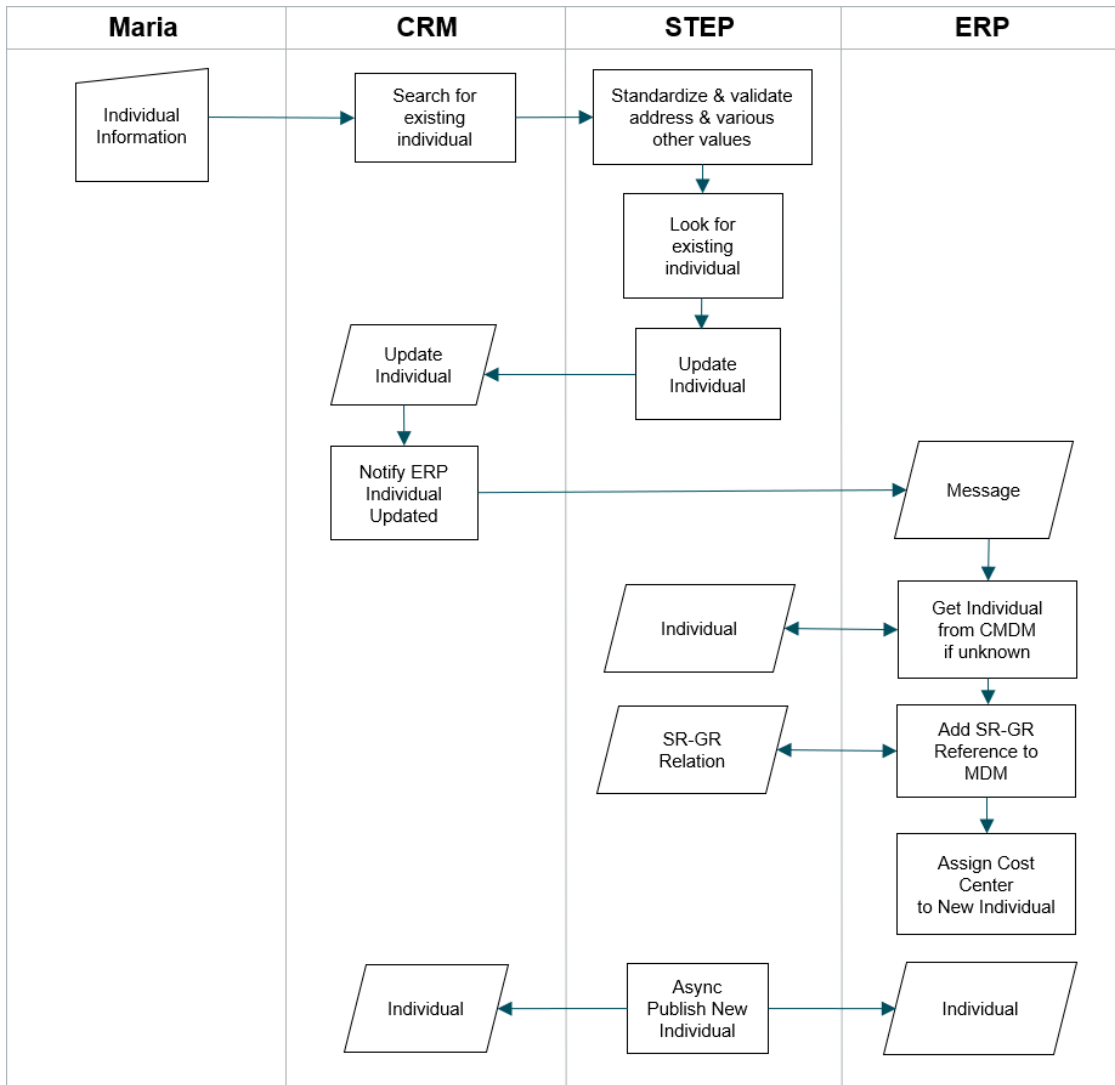 Maria
CRM
STEP
ERP
Individual
Information
Search for
existing
individual
Standardize & validate
address & various
other values
Look for
existing
individual
Update
Individual
Update
Individual
Notify ERP
Individual
Updated
Message
Individual
Get Individual
from CMDM
if unknown
SR-GR
Relation
Add SR-GR
Reference to
MDM
Assign Cost
Center
to New Individual
Individual
Async
Publish New
Individual
Individual